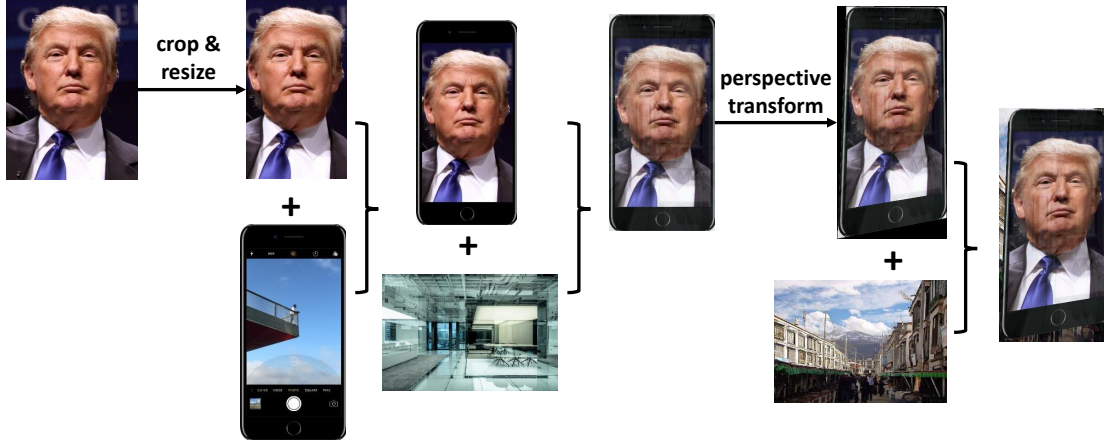 crop &
resize
perspective
transform
+
+
+